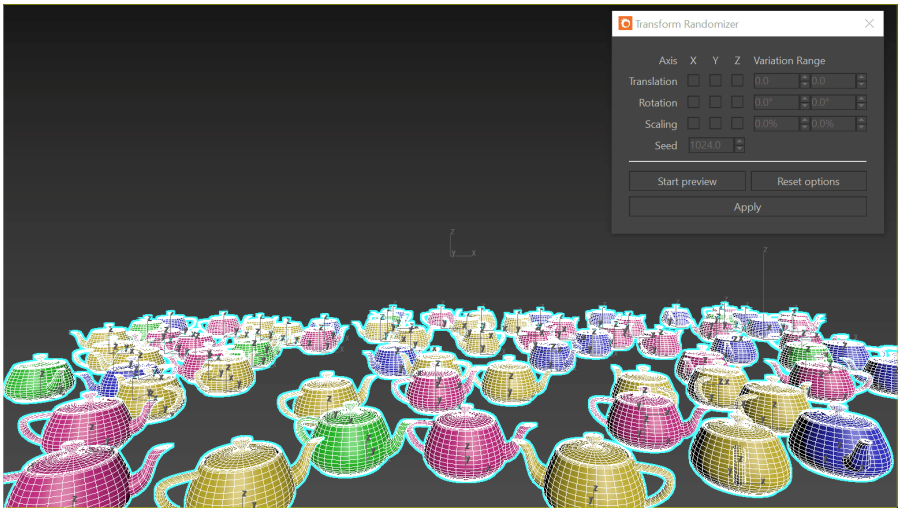 Transform Randomizer
Axis X Y Z Variation Range
Translation 0.0 0.0
Rotation 0.0° 0.0°
Scaling 0.0% 0.0%
Seed 1024.0
Start preview Reset options
Apply
z
y x
z